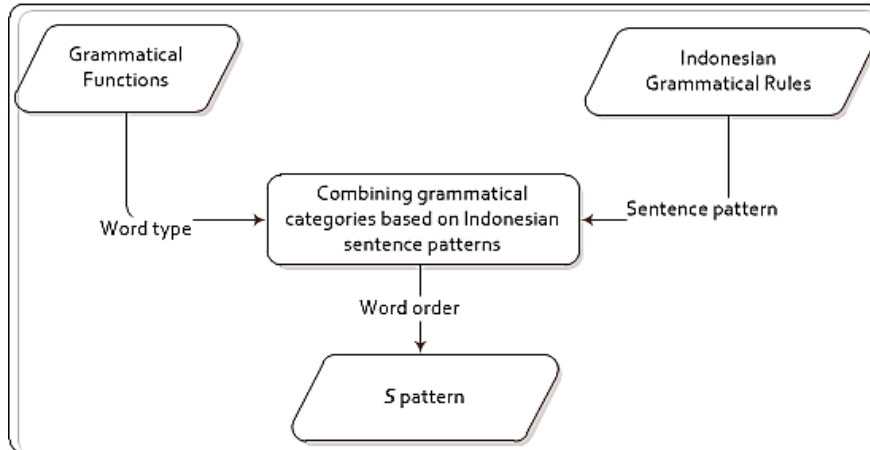 Grammatical
Functions
Indonesian
Grammatical Rules
Combining grammatical
categories based on Indonesian
sentence patterns
Word type
Sentence pattern
Word order
S pattern